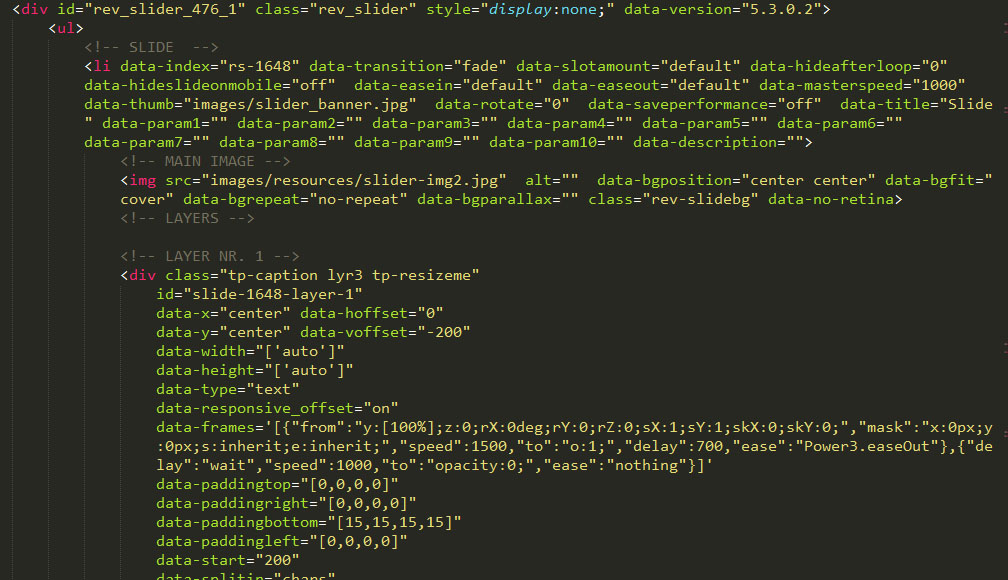 <div id="rev_slider_476_1" class="rev_slider" style="display:none;" data-version="5.3.0.2">
<ul>
<!-- SLIDE  -->
<li data-index="rs-1648" data-transition="fade" data-slotamount="default" data-hideafterloop="0"
data-hideslideonmobile="off"  data-easein="default" data-easeout="default" data-masterspeed="1000"
data-thumb="images/slider_banner.jpg"  data-rotate="0"  data-saveperformance="off"  data-title="Slide
" data-param1="" data-param2="" data-param3="" data-param4="" data-param5="" data-param6=""
data-param7="" data-param8="" data-param9="" data-param10="" data-description="">
<!-- MAIN IMAGE -->
<img src="images/resources/slider-img2.jpg"  alt=""  data-bgposition="center center" data-bgfit="
cover" data-bgrepeat="no-repeat" data-bgparallax="" class="rev-slidebg" data-no-retina>
<!-- LAYERS -->
<!-- LAYER NR. 1 -->
<div class="tp-caption lyr3 tp-resizeme"
id="slide-1648-layer-1"
data-x="center" data-hoffset="0"
data-y="center" data-voffset="-200"
data-width="['auto']"
data-height="['auto']"
data-type="text"
data-responsive_offset="on"
data-frames='[{"from":"y:[100%];z:0;rX:0deg;rY:0;rZ:0;sX:1;sY:1;skX:0;skY:0;","mask":"x:0px;y
:0px;s:inherit;e:inherit;","speed":1500,"to":"o:1;","delay":700,"ease":"Power3.easeOut"},{"de
lay":"wait","speed":1000,"to":"opacity:0;","ease":"nothing"}]'
data-paddingtop="[0,0,0,0]"
data-paddingright="[0,0,0,0]"
data-paddingbottom="[15,15,15,15]"
data-paddingleft="[0,0,0,0]"
data-start="200"
data-splitin="chars"